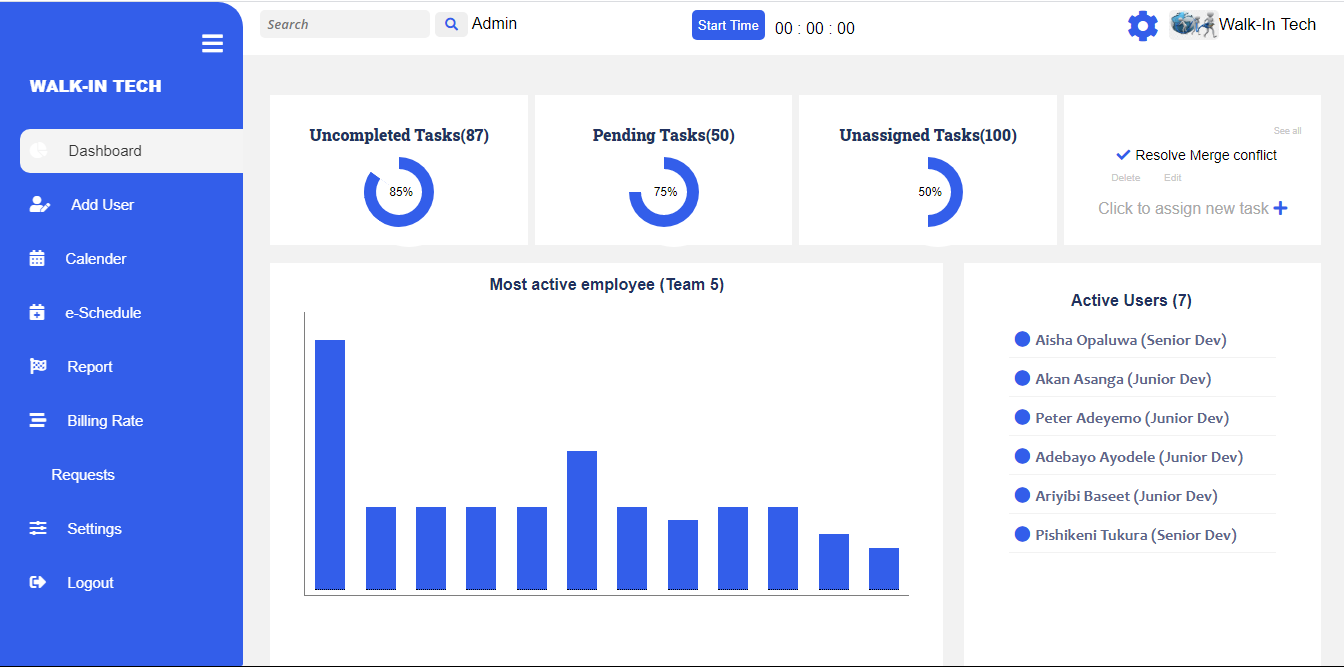 Search
Admin
Start Time
00 : 00 : 00
Walk-In Tech
WALK-IN TECH
Dashboard
Add User
Calender
e-Schedule
Report
Billing Rate
Requests
Settings
Logout
Uncompleted Tasks(87)
85%
Pending Tasks(50)
75%
Unassigned Tasks(100)
50%
See all
Resolve Merge conflict
Delete Edit
Click to assign new task
Most active employee (Team 5)
Active Users (7)
Aisha Opaluwa (Senior Dev)
Akan Asanga (Junior Dev)
Peter Adeyemo (Junior Dev)
Adebayo Ayodele (Junior Dev)
Ariyibi Baseet (Junior Dev)
Pishikeni Tukura (Senior Dev)